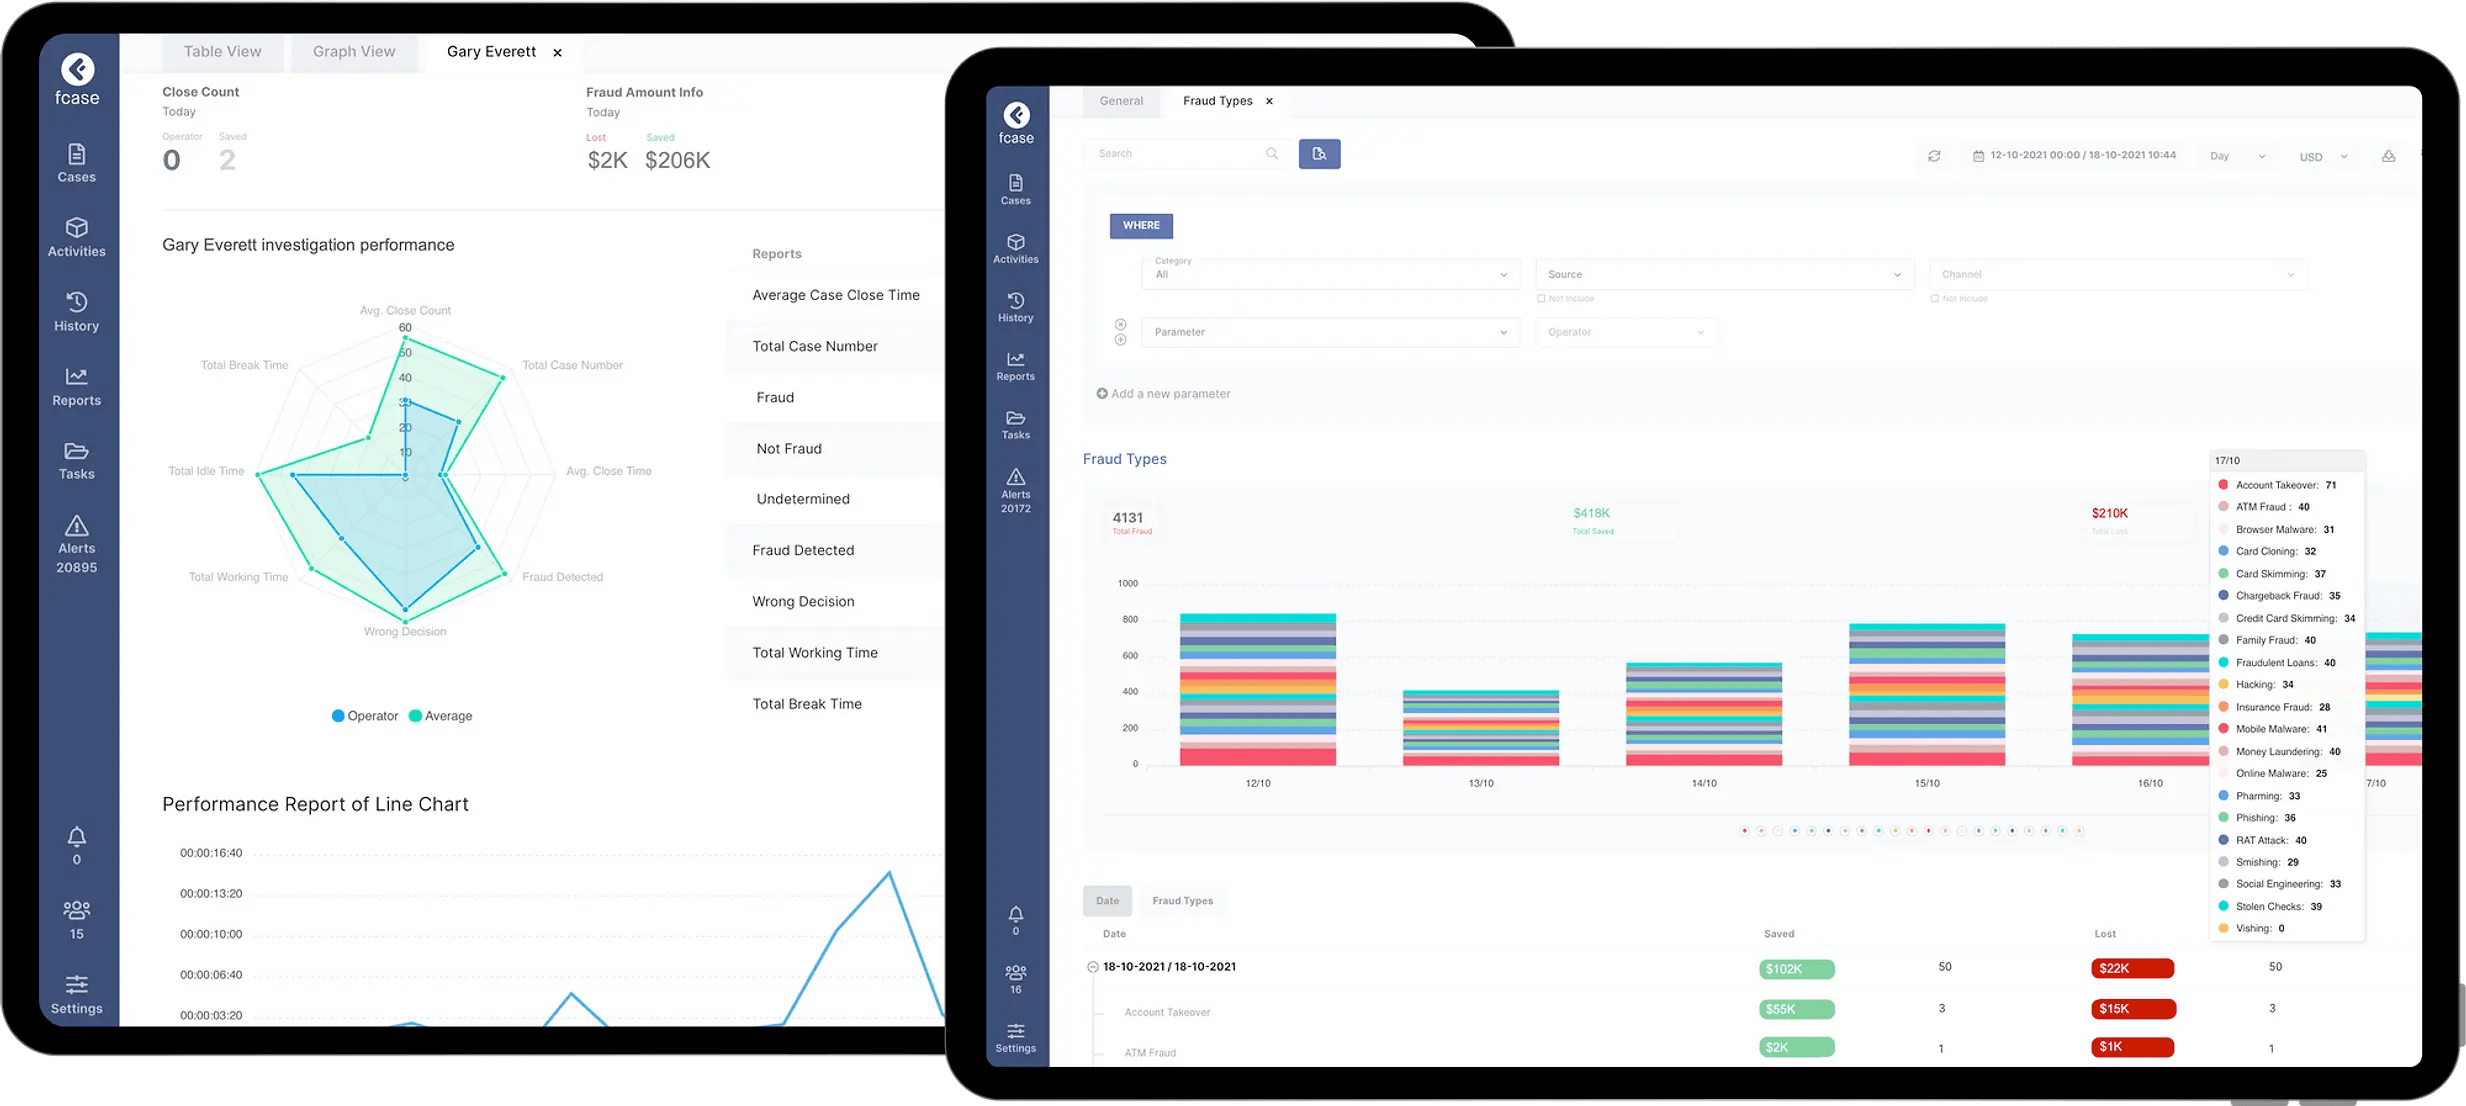 fcase
Cases
Activities
History
Reports
Tasks
Alerts
20895
0
15
Settings
Table View
Graph View
Gary Everett ×
Close Count
Today
Operator Saved
0 2
Fraud Amount Info
Today
Lost Saved
$2K $206K
Gary Everett investigation performance
Avg. Close Count
Total Case Number
Avg. Close Time
Fraud Detected
Wrong Decision
Total Working Time
Total Idle Time
Total Break Time
60
50
40
30
20
10
0
Operator Average
Reports
Average Case Close Time
Total Case Number
Fraud
Not Fraud
Undetermined
Fraud Detected
Wrong Decision
Total Working Time
Total Break Time
Performance Report of Line Chart
00:00:16:40
00:00:13:20
00:00:10:00
00:00:06:40
00:00:03:20
fcase
Cases
Activities
History
Reports
Tasks
Alerts
20172
0
16
Settings
General
Fraud Types ×
Search
12-10-2021 00:00 / 18-10-2021 10:44
Day
USD
WHERE
Category
All
Source
Not Include
Channel
Not Include
Parameter
Operator
Add a new parameter
Fraud Types
4131
Total Fraud
$418K
Total Saved
$210K
Total Loss
1000
800
600
400
200
0
12/10 13/10 14/10 15/10 16/10 7/10
17/10
Account Takeover: 71
ATM Fraud : 40
Browser Malware: 31
Card Cloning: 32
Card Skimming: 37
Chargeback Fraud: 35
Credit Card Skimming: 34
Family Fraud: 40
Fraudulent Loans: 40
Hacking: 34
Insurance Fraud: 28
Mobile Malware: 41
Money Laundering: 40
Online Malware: 25
Pharming: 33
Phishing: 36
RAT Attack: 40
Smishing: 29
Social Engineering: 33
Stolen Checks: 39
Vishing: 0
Date
Fraud Types
Date Saved Lost
18-10-2021 / 18-10-2021 $102K 50 $22K 50
Account Takeover $55K 3 $15K 3
ATM Fraud $2K 1 $1K 1